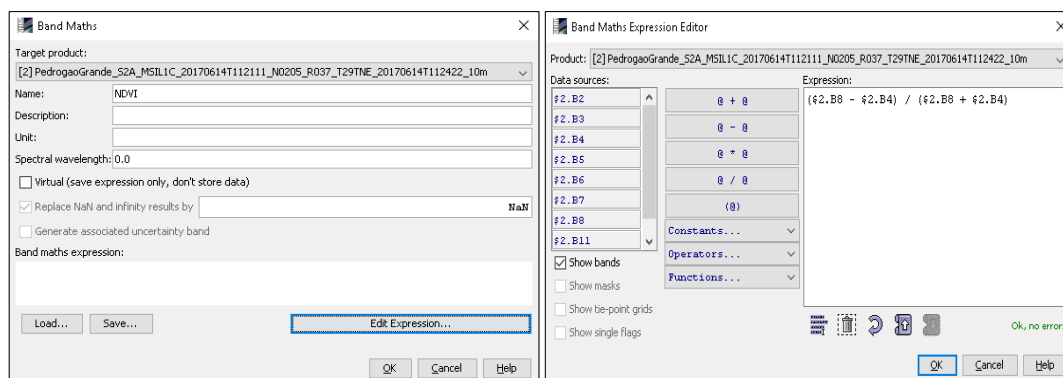 Band Maths
Target product:
[2] PedrogaoGrande_S2A_MSIL1C_20170614T112111_N0205_R037_T29TNE_20170614T112422_10m
Name: NDVI
Description:
Unit:
Spectral wavelength: 0.0
Virtual (save expression only, don't store data)
Replace NaN and infinity results by NaN
Generate associated uncertainty band
Band maths expression:
Load... Save... Edit Expression...
OK Cancel Help
Band Maths Expression Editor
Product: [2] PedrogaoGrande_S2A_MSIL1C_20170614T112111_N0205_R037_T29TNE_20170614T112422_10m
Data sources: Expression:
$2.B2 @ + @ ($2.B8 - $2.B4) / ($2.B8 + $2.B4)
$2.B3 @ - @
$2.B4
$2.B5 @ * @
$2.B6 @ / @
$2.B7 (@)
$2.B8 Constants...
$2.B11 Operators...
Show bands Functions...
Show masks
Show tie-point grids
Show single flags
Ok, no error
OK Cancel Help